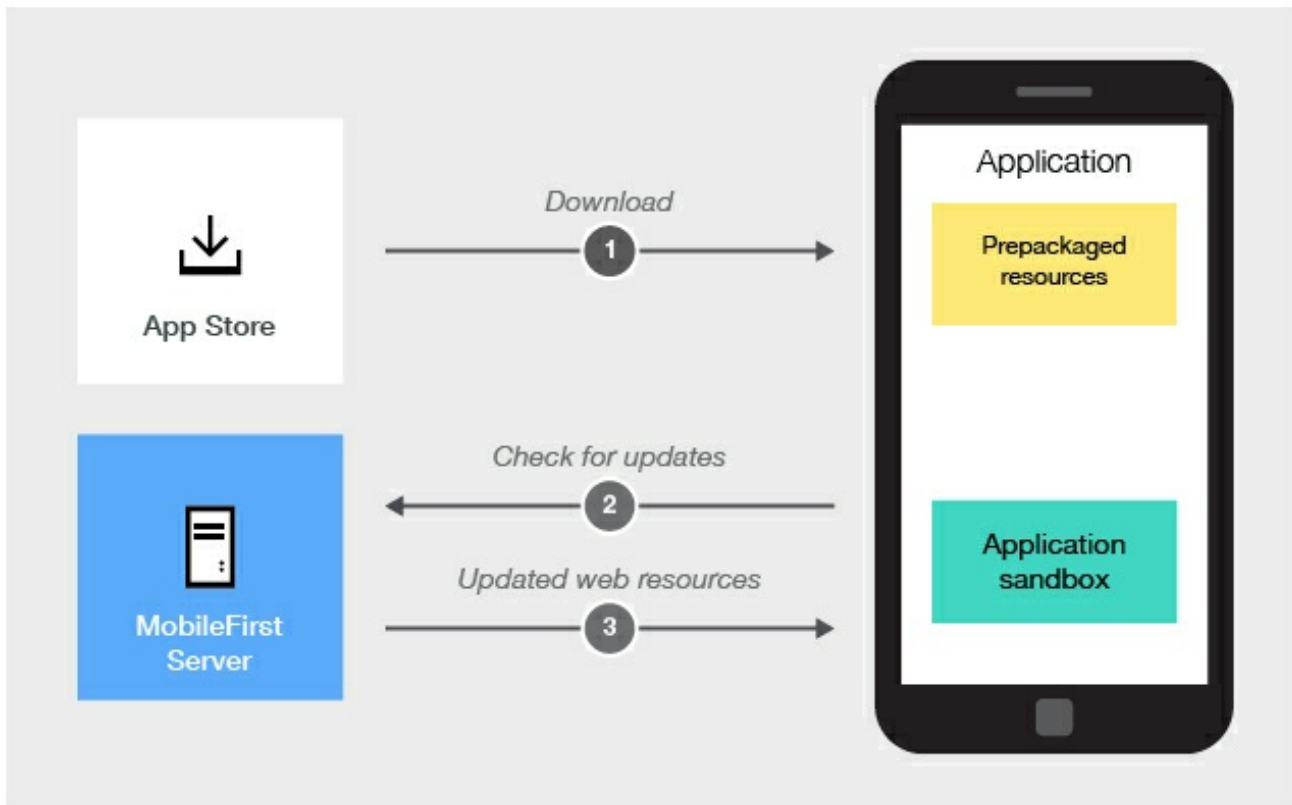 Download
1
App Store
Check for updates
2
Updated web resources
3
MobileFirst
Server
Application
Prepackaged
resources
Application
sandbox